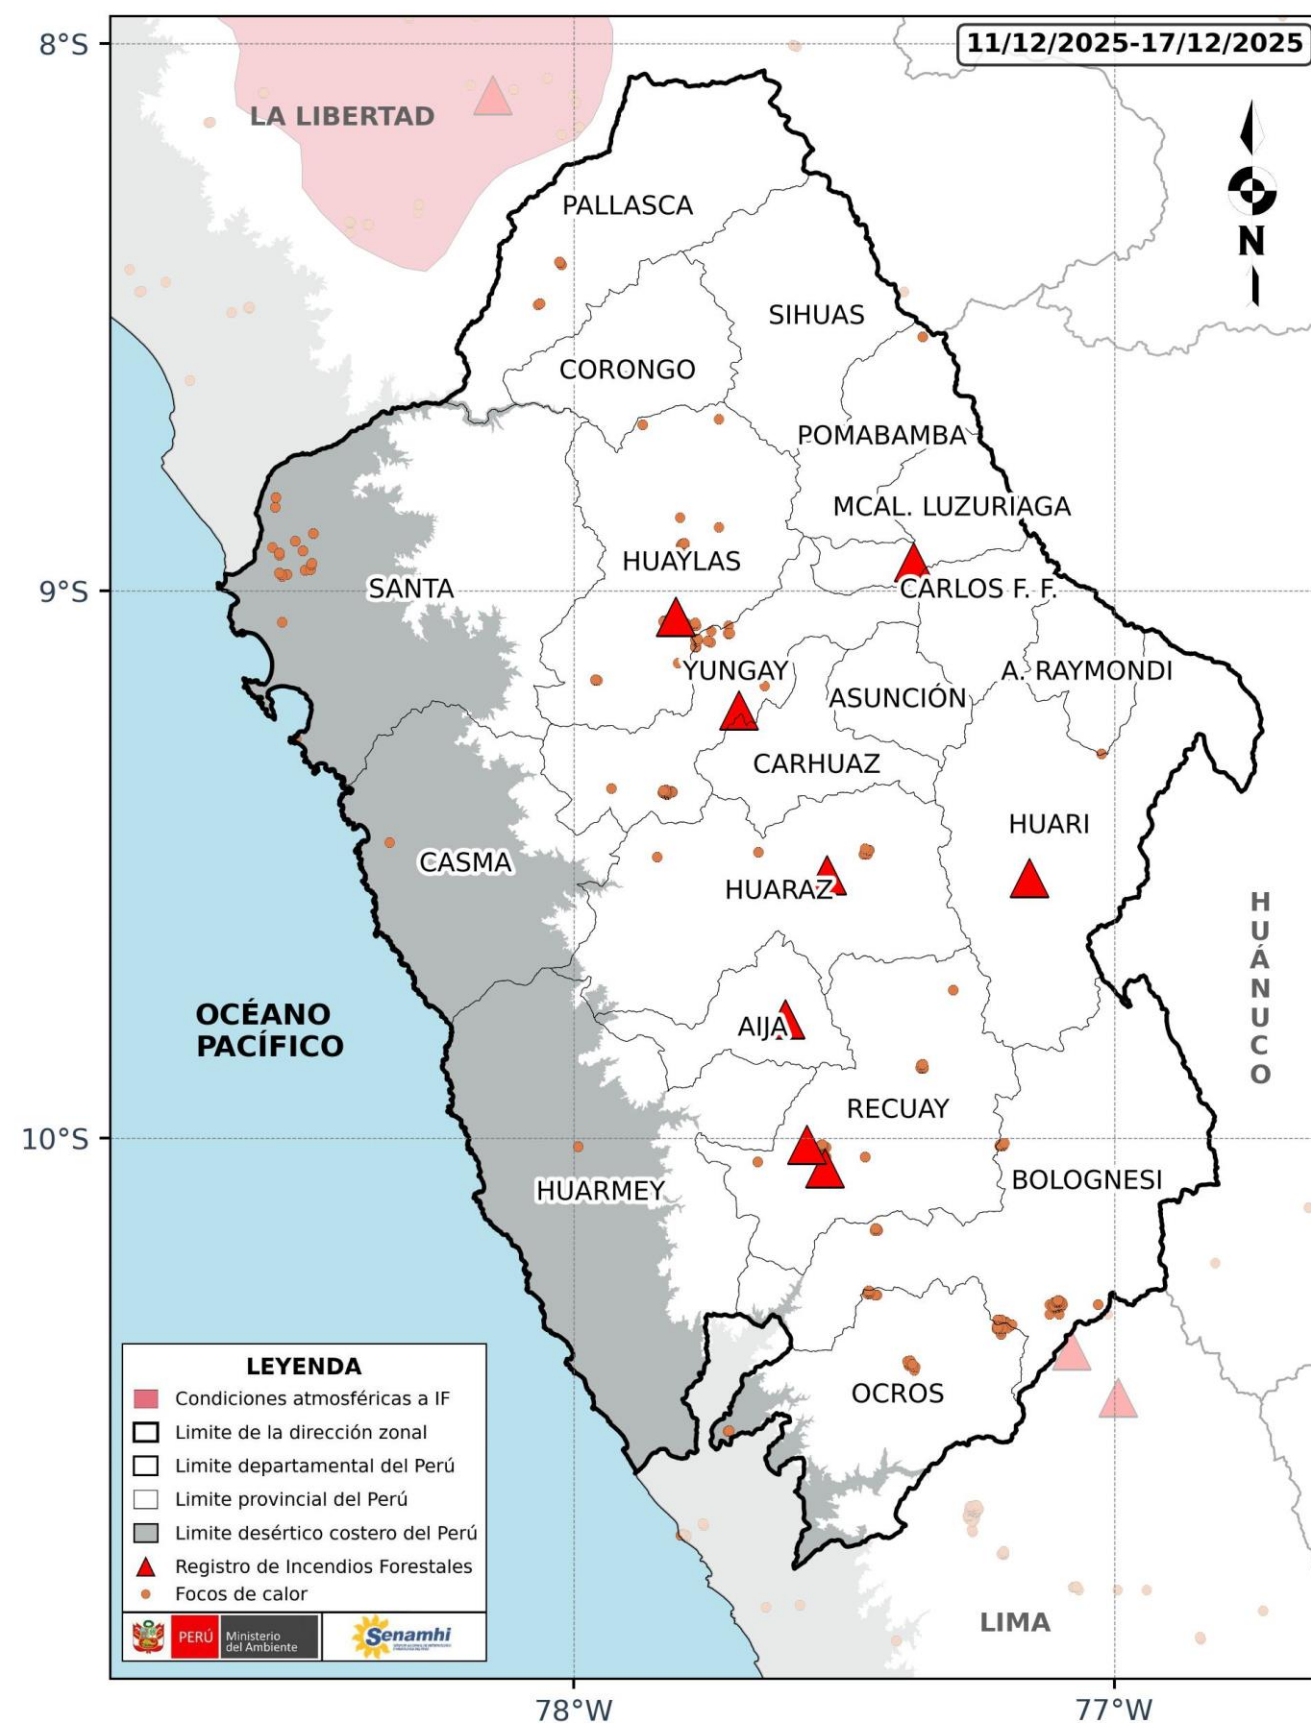 11/12/2025-17/12/2025
8°S
LA LIBERTAD
PALLASCA
N
SIHUAS
CORONGO
POMABAMBA
MCAL. LUZURIAGA
HUAYLAS
9°S
SANTA
CARLOS F. F.
YUNGAY
A. RAYMONDI
ASUNCIÓN
CARHUAZ
HUARI
CASMA
HUARAZ
HUÁNUCO
OCÉANO
PACÍFICO
AIJA
RECUAY
10°S
BOLOGNESI
HUARMEY
OCROS
LIMA
LEYENDA
Condiciones atmosféricas a IF
Limite de la dirección zonal
Limite departamental del Perú
Limite provincial del Perú
Limite desértico costero del Perú
Registro de Incendios Forestales
Focos de calor
PERÚ
Ministerio
del Ambiente
Senamhi
78°W
77°W